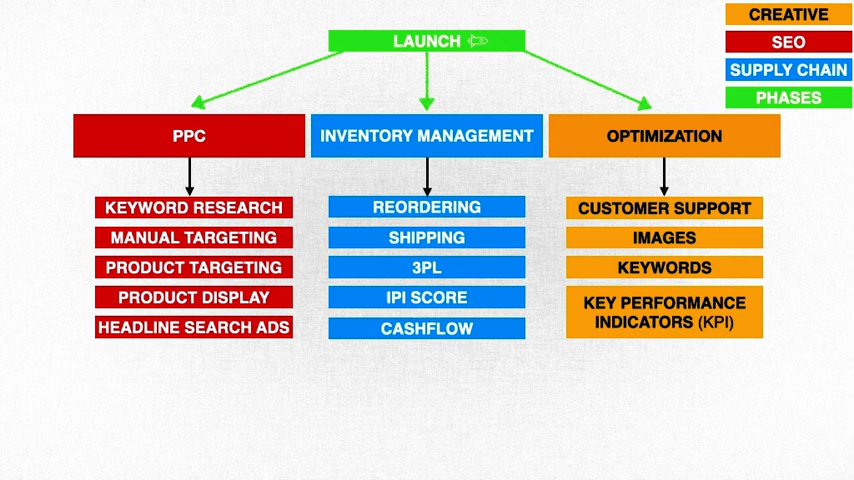 CREATIVE
SEO
SUPPLY CHAIN
PHASES
LAUNCH
PPC
INVENTORY MANAGEMENT
OPTIMIZATION
KEYWORD RESEARCH
MANUAL TARGETING
PRODUCT TARGETING
PRODUCT DISPLAY
HEADLINE SEARCH ADS
REORDERING
SHIPPING
3PL
IPI SCORE
CASHFLOW
CUSTOMER SUPPORT
IMAGES
KEYWORDS
KEY PERFORMANCE
INDICATORS (KPI)